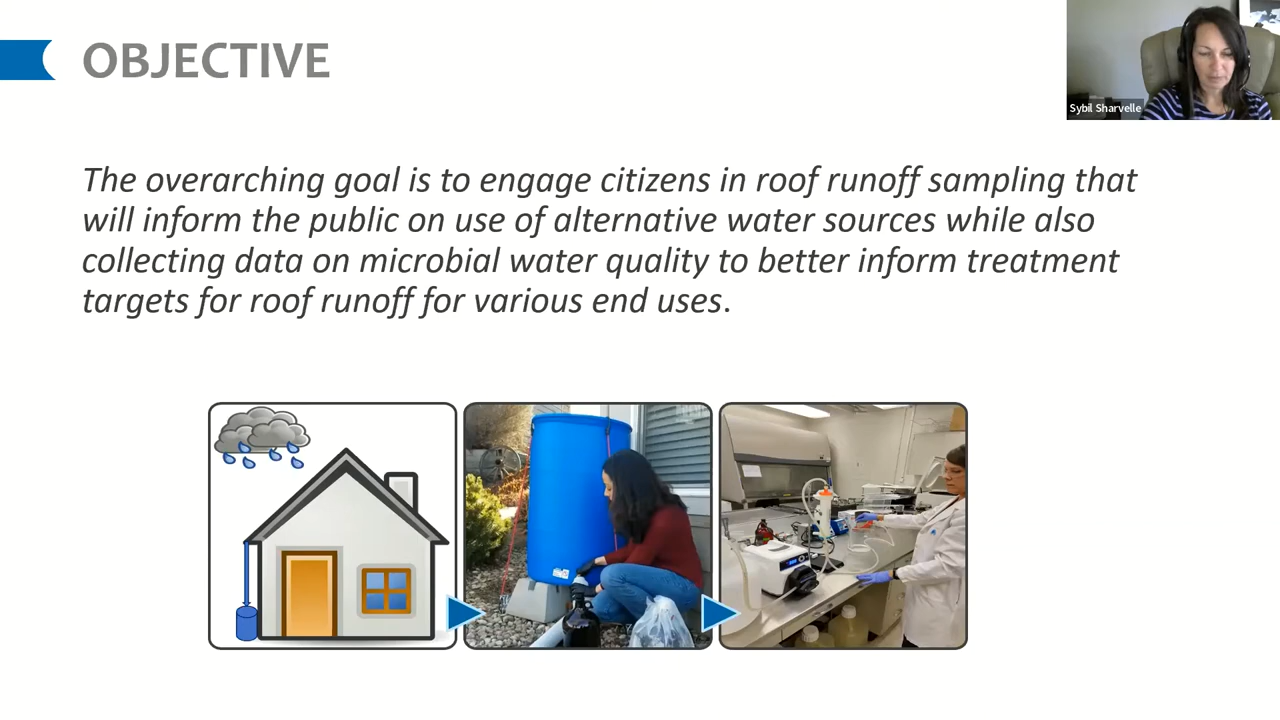 OBJECTIVE
Sybil Sharvelle
The overarching goal is to engage citizens in roof runoff sampling that
will inform the public on use of alternative water sources while also
collecting data on microbial water quality to better inform treatment
targets for roof runoff for various end uses.